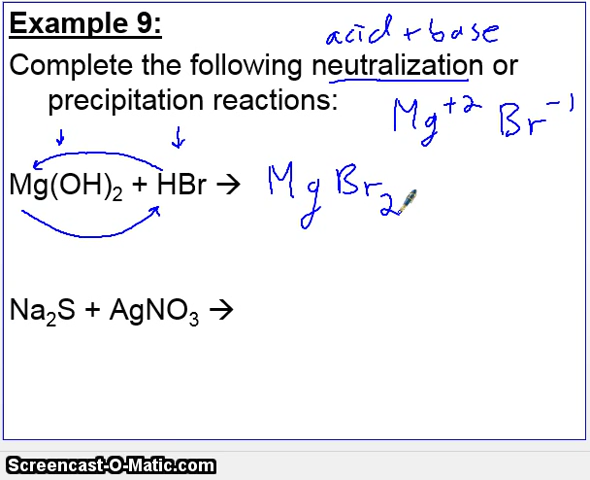 Example 9:
acid + base
Complete the following neutralization or
precipitation reactions:
Mg⁺² Br⁻¹
Mg(OH)₂ + HBr → MgBr₂
Na₂S + AgNO₃ →
Screencast-O-Matic.com